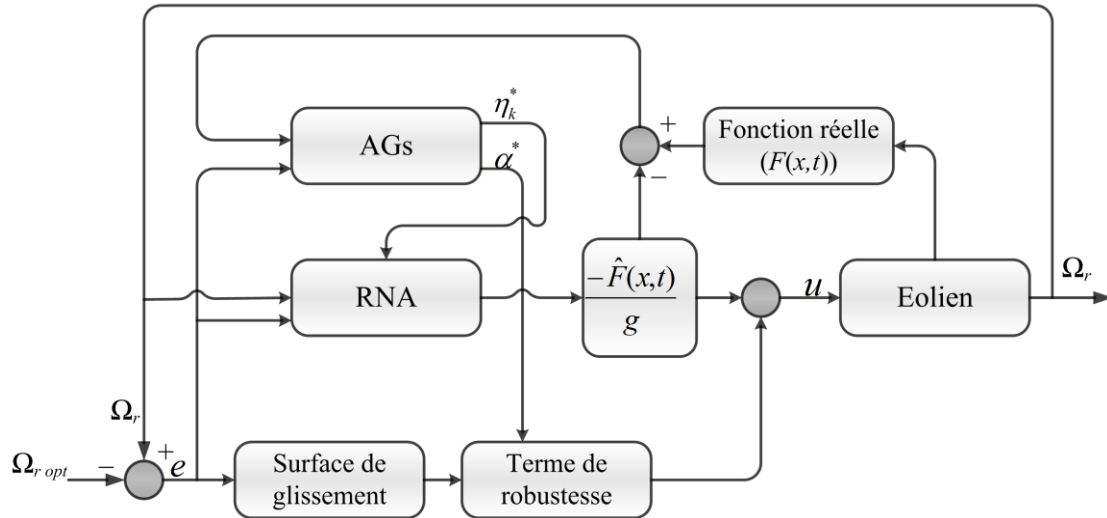 AGs
η*k
α*
+
Fonction réelle
(F(x,t))
−
RNA
−F̂(x,t)
g
u
Eolien
Ωr
Ωr
Ωr opt
−
+
e
Surface de
glissement
Terme de
robustesse